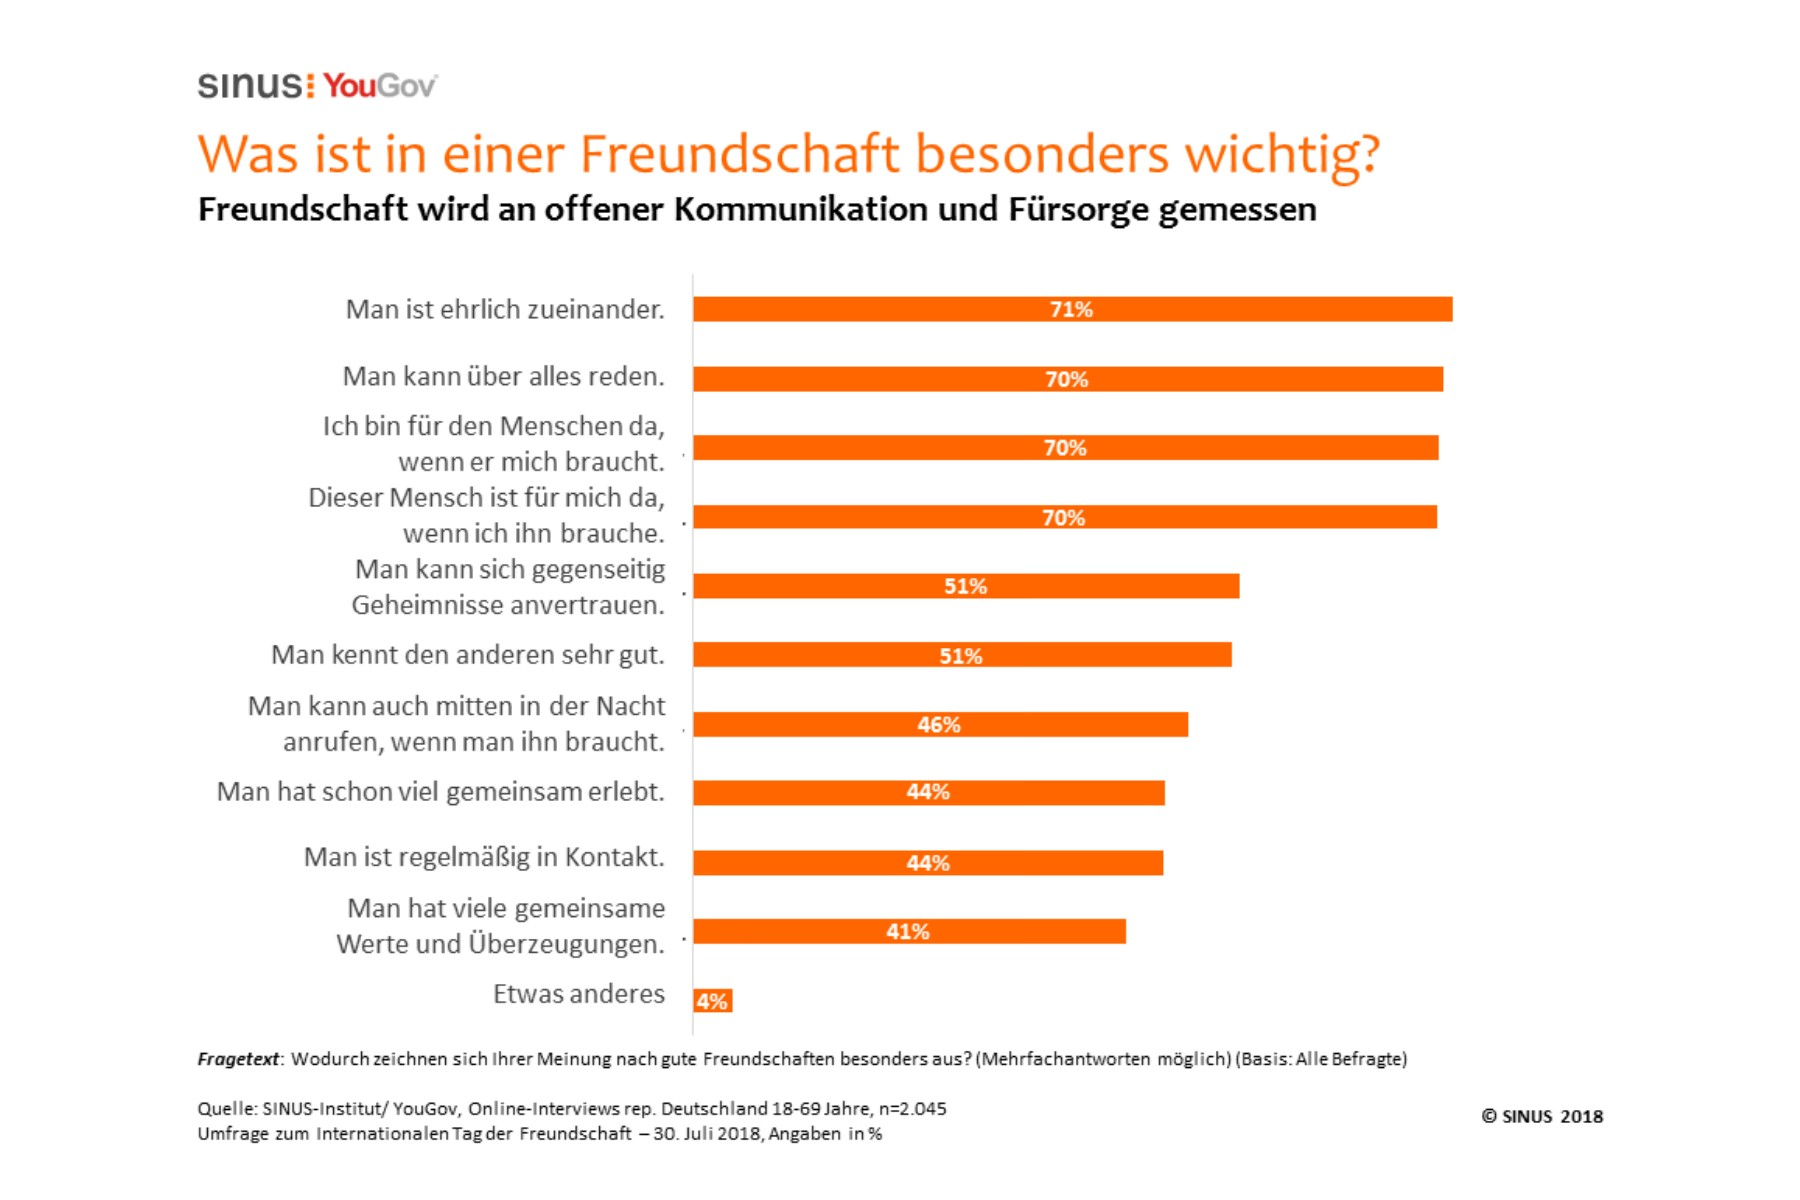 sinus YouGov
Was ist in einer Freundschaft besonders wichtig?
Freundschaft wird an offener Kommunikation und Fürsorge gemessen
Man ist ehrlich zueinander. 71%
Man kann über alles reden. 70%
Ich bin für den Menschen da,
wenn er mich braucht. 70%
Dieser Mensch ist für mich da,
wenn ich ihn brauche. 70%
Man kann sich gegenseitig
Geheimnisse anvertrauen. 51%
Man kennt den anderen sehr gut. 51%
Man kann auch mitten in der Nacht
anrufen, wenn man ihn braucht. 46%
Man hat schon viel gemeinsam erlebt. 44%
Man ist regelmäßig in Kontakt. 44%
Man hat viele gemeinsame
Werte und Überzeugungen. 41%
Etwas anderes 4%
Fragetext: Wodurch zeichnen sich Ihrer Meinung nach gute Freundschaften besonders aus? (Mehrfachantworten möglich) (Basis: Alle Befragte)
Quelle: SINUS-Institut/ YouGov, Online-Interviews rep. Deutschland 18-69 Jahre, n=2.045
Umfrage zum Internationalen Tag der Freundschaft – 30. Juli 2018, Angaben in %
© SINUS 2018